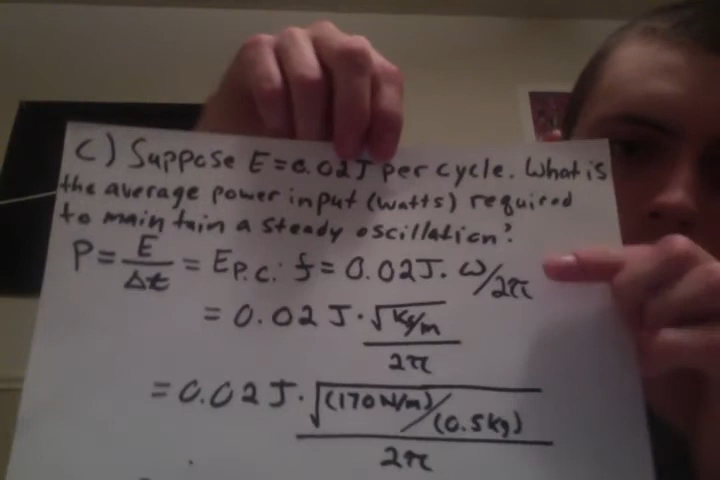 C) Suppose E=0.02J per cycle. What is
the average power input (watts) required
to maintain a steady oscillation?
P = E/Δt = E P.C. · f = 0.02J · ω/2π
= 0.02 J · √(k/m) / 2π
= 0.02 J · √((170 N/m)/(0.5kg)) / 2π